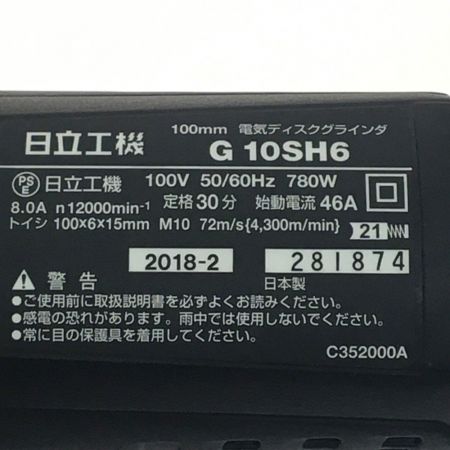 100mm 電気ディスクグラインダ
日立工機 G 10SH6
PSE 日立工機 100V 50/60Hz 780W
8.0A n12000min-1 定格30分 始動電流 46A
トイシ 100×6×15mm M10 72m/s{4,300m/min} 21
2018-2 281874
⚠警告 日本製
●ご使用前に取扱説明書を必ずよくお読みください。
●感電の恐れがあります。雨中では使用しないでください。
●常に目の保護具を着用してください。
C352000A